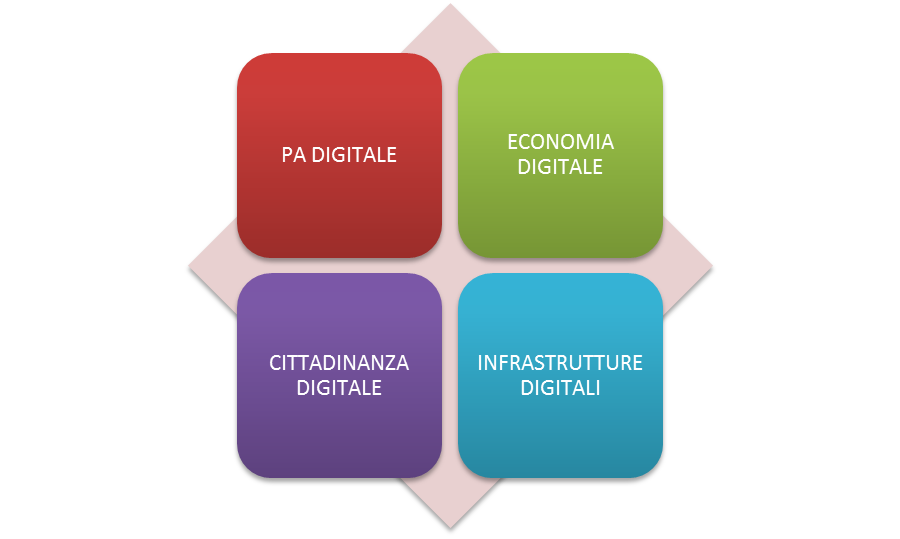 PA DIGITALE
ECONOMIA
DIGITALE
CITTADINANZA
DIGITALE
INFRASTRUTTURE
DIGITALI